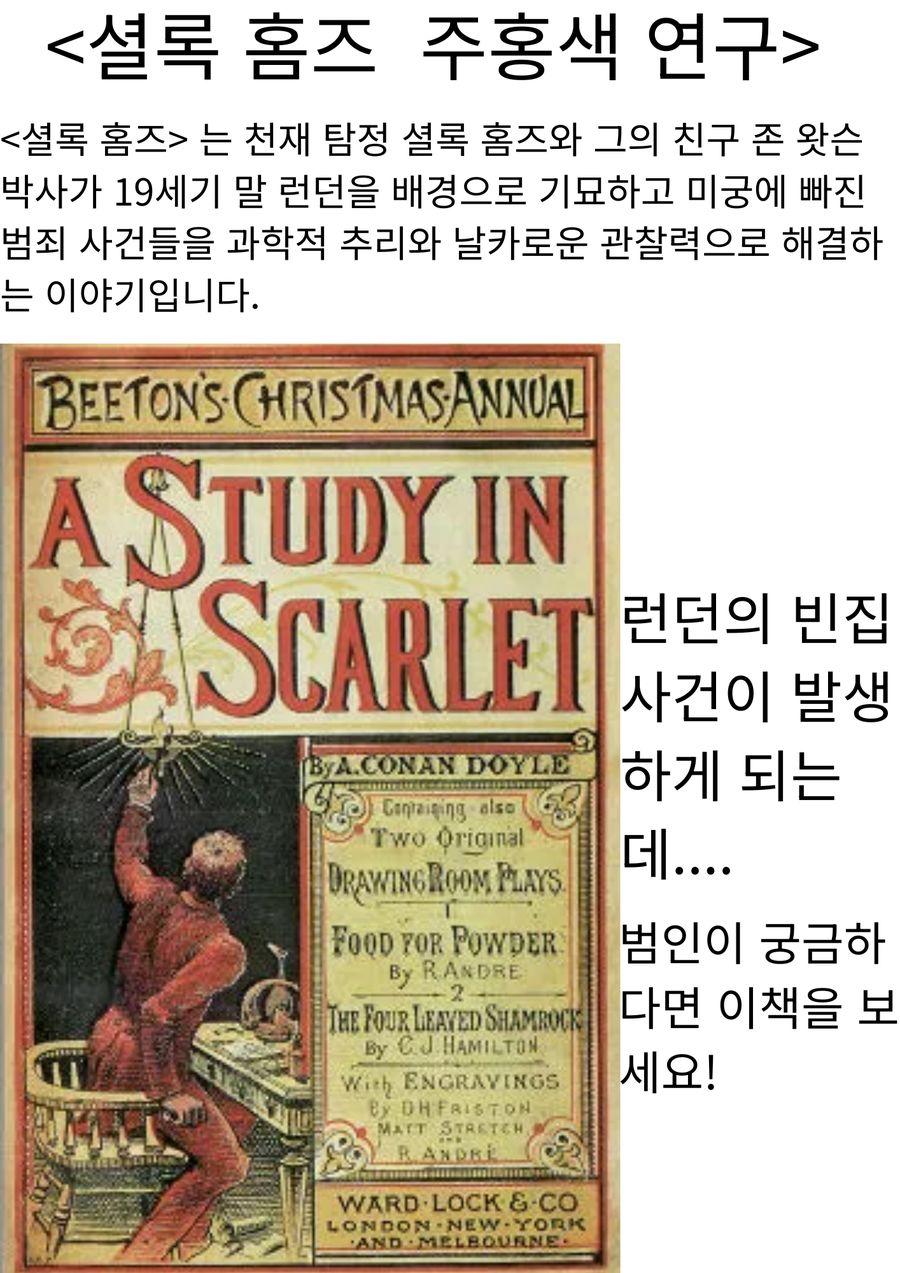 <셜록 홈즈  주홍색 연구>
<셜록 홈즈> 는 천재 탐정 셜록 홈즈와 그의 친구 존 왓슨
박사가 19세기 말 런던을 배경으로 기묘하고 미궁에 빠진
범죄 사건들을 과학적 추리와 날카로운 관찰력으로 해결하
는 이야기입니다.
BEETON'S·CHRISTMAS·ANNUAL
A STUDY IN
SCARLET
By A. CONAN DOYLE
Containing also
Two Original
DRAWING ROOM PLAYS.
1
FOOD FOR POWDER.
By R. ANDRE
2
THE FOUR LEAVED SHAMROCK
By C. J. HAMILTON
With ENGRAVINGS
By D H FRISTON
MATT STRETCH
AND
R. ANDRÉ
WARD·LOCK & CO
LONDON·NEW·YORK
·AND·MELBOURNE·
런던의 빈집
사건이 발생
하게 되는
데....
범인이 궁금하
다면 이책을 보
세요!